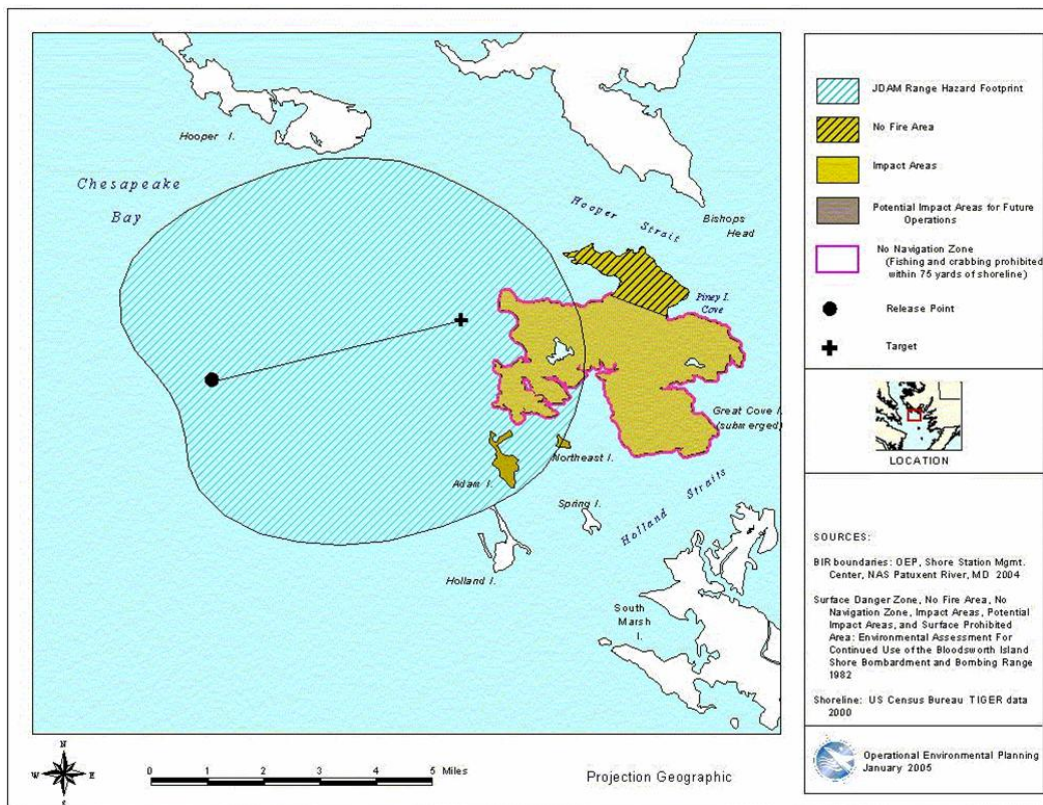 Hooper I.
Chesapeake
Bay
Hooper Strait
Bishops
Head
Piney I.
Cove
Great Cove I.
(submerged)
Northeast I.
Adam I.
Spring I.
Holland Straits
Holland I.
South
Marsh
I.
JDAM Range Hazard Footprint
No Fire Area
Impact Areas
Potential Impact Areas for Future
Operations
No Navigation Zone
(Fishing and crabbing prohibited
within 75 yards of shoreline)
Release Point
Target
LOCATION
SOURCES:
BIR boundaries: OEP, Shore Station Mgmt.
Center, NAS Patuxent River, MD 2004
Surface Danger Zone, No Fire Area, No
Navigation Zone, Impact Areas, Potential
Impact Areas, and Surface Prohibited
Area: Environmental Assessment For
Continued Use of the Bloodsworth Island
Shore Bombardment and Bombing Range
1982
Shoreline: US Census Bureau TIGER data
2000
Operational Environmental Planning
January 2005
N
W E
S
0 1 2 3 4 5 Miles
Projection Geographic